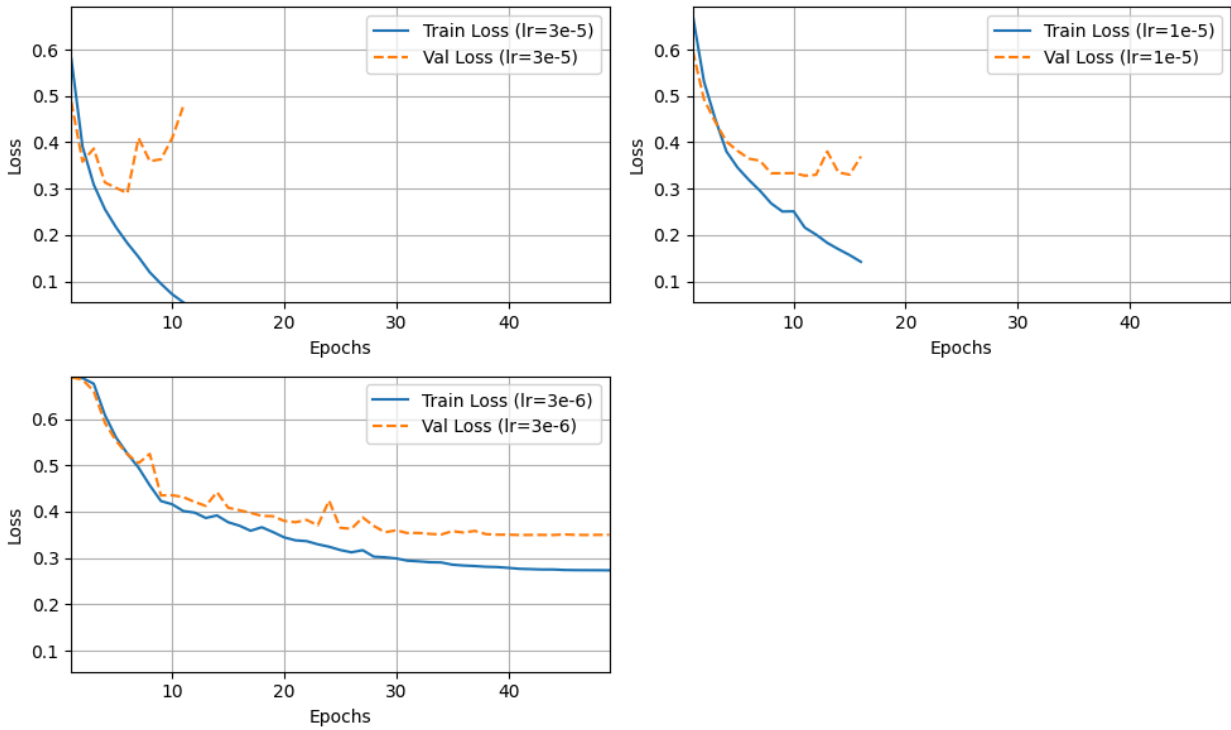 Train Loss (lr=3e-5)
Val Loss (lr=3e-5)
0.6
0.5
0.4
0.3
0.2
0.1
Loss
10
20
30
40
Epochs
Train Loss (lr=1e-5)
Val Loss (lr=1e-5)
0.6
0.5
0.4
0.3
0.2
0.1
Loss
10
20
30
40
Epochs
Train Loss (lr=3e-6)
Val Loss (lr=3e-6)
0.6
0.5
0.4
0.3
0.2
0.1
Loss
10
20
30
40
Epochs